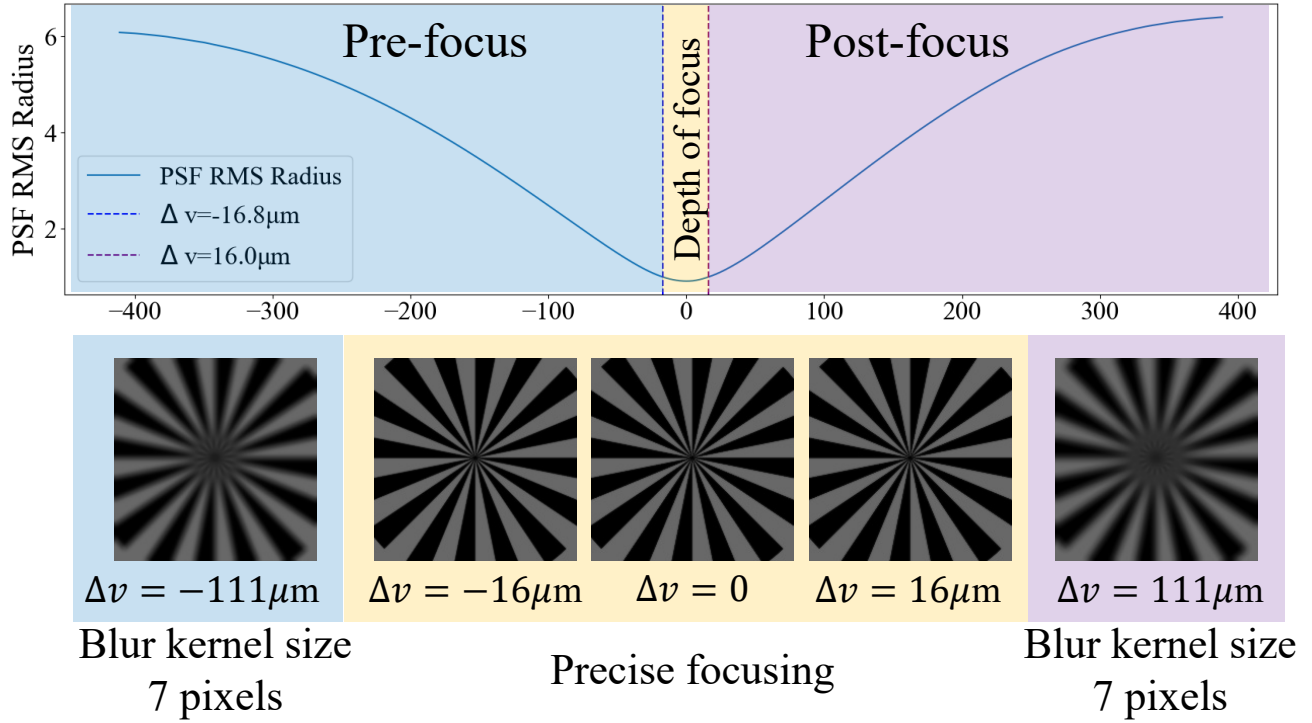 Pre-focus
Post-focus
Depth of focus
PSF RMS Radius
6
4
2
PSF RMS Radius
Δ v=-16.8μm
Δ v=16.0μm
−400
−300
−200
−100
0
100
200
300
400
Δ𝑣 = −111𝜇m
Δ𝑣 = −16𝜇m
Δ𝑣 = 0
Δ𝑣 = 16𝜇m
Δ𝑣 = 111𝜇m
Blur kernel size
7 pixels
Precise focusing
Blur kernel size
7 pixels